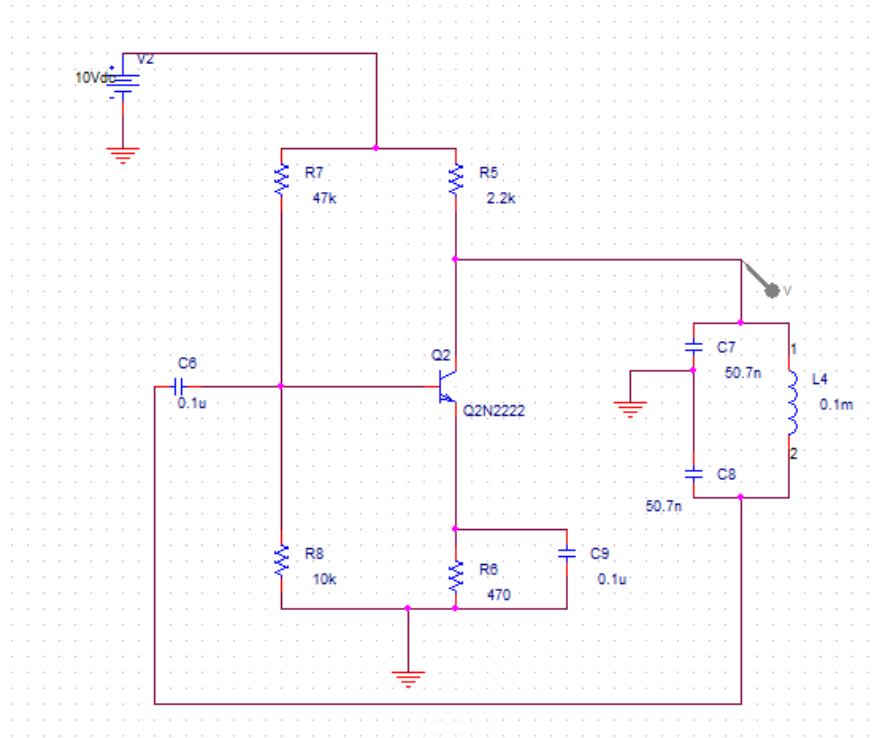 V2
10Vdc
+
-
R7
47k
R5
2.2k
V
C7
50.7n
1
L4
0.1m
2
C6
0.1u
Q2
Q2N2222
C8
50.7n
R8
10k
R6
470
C9
0.1u